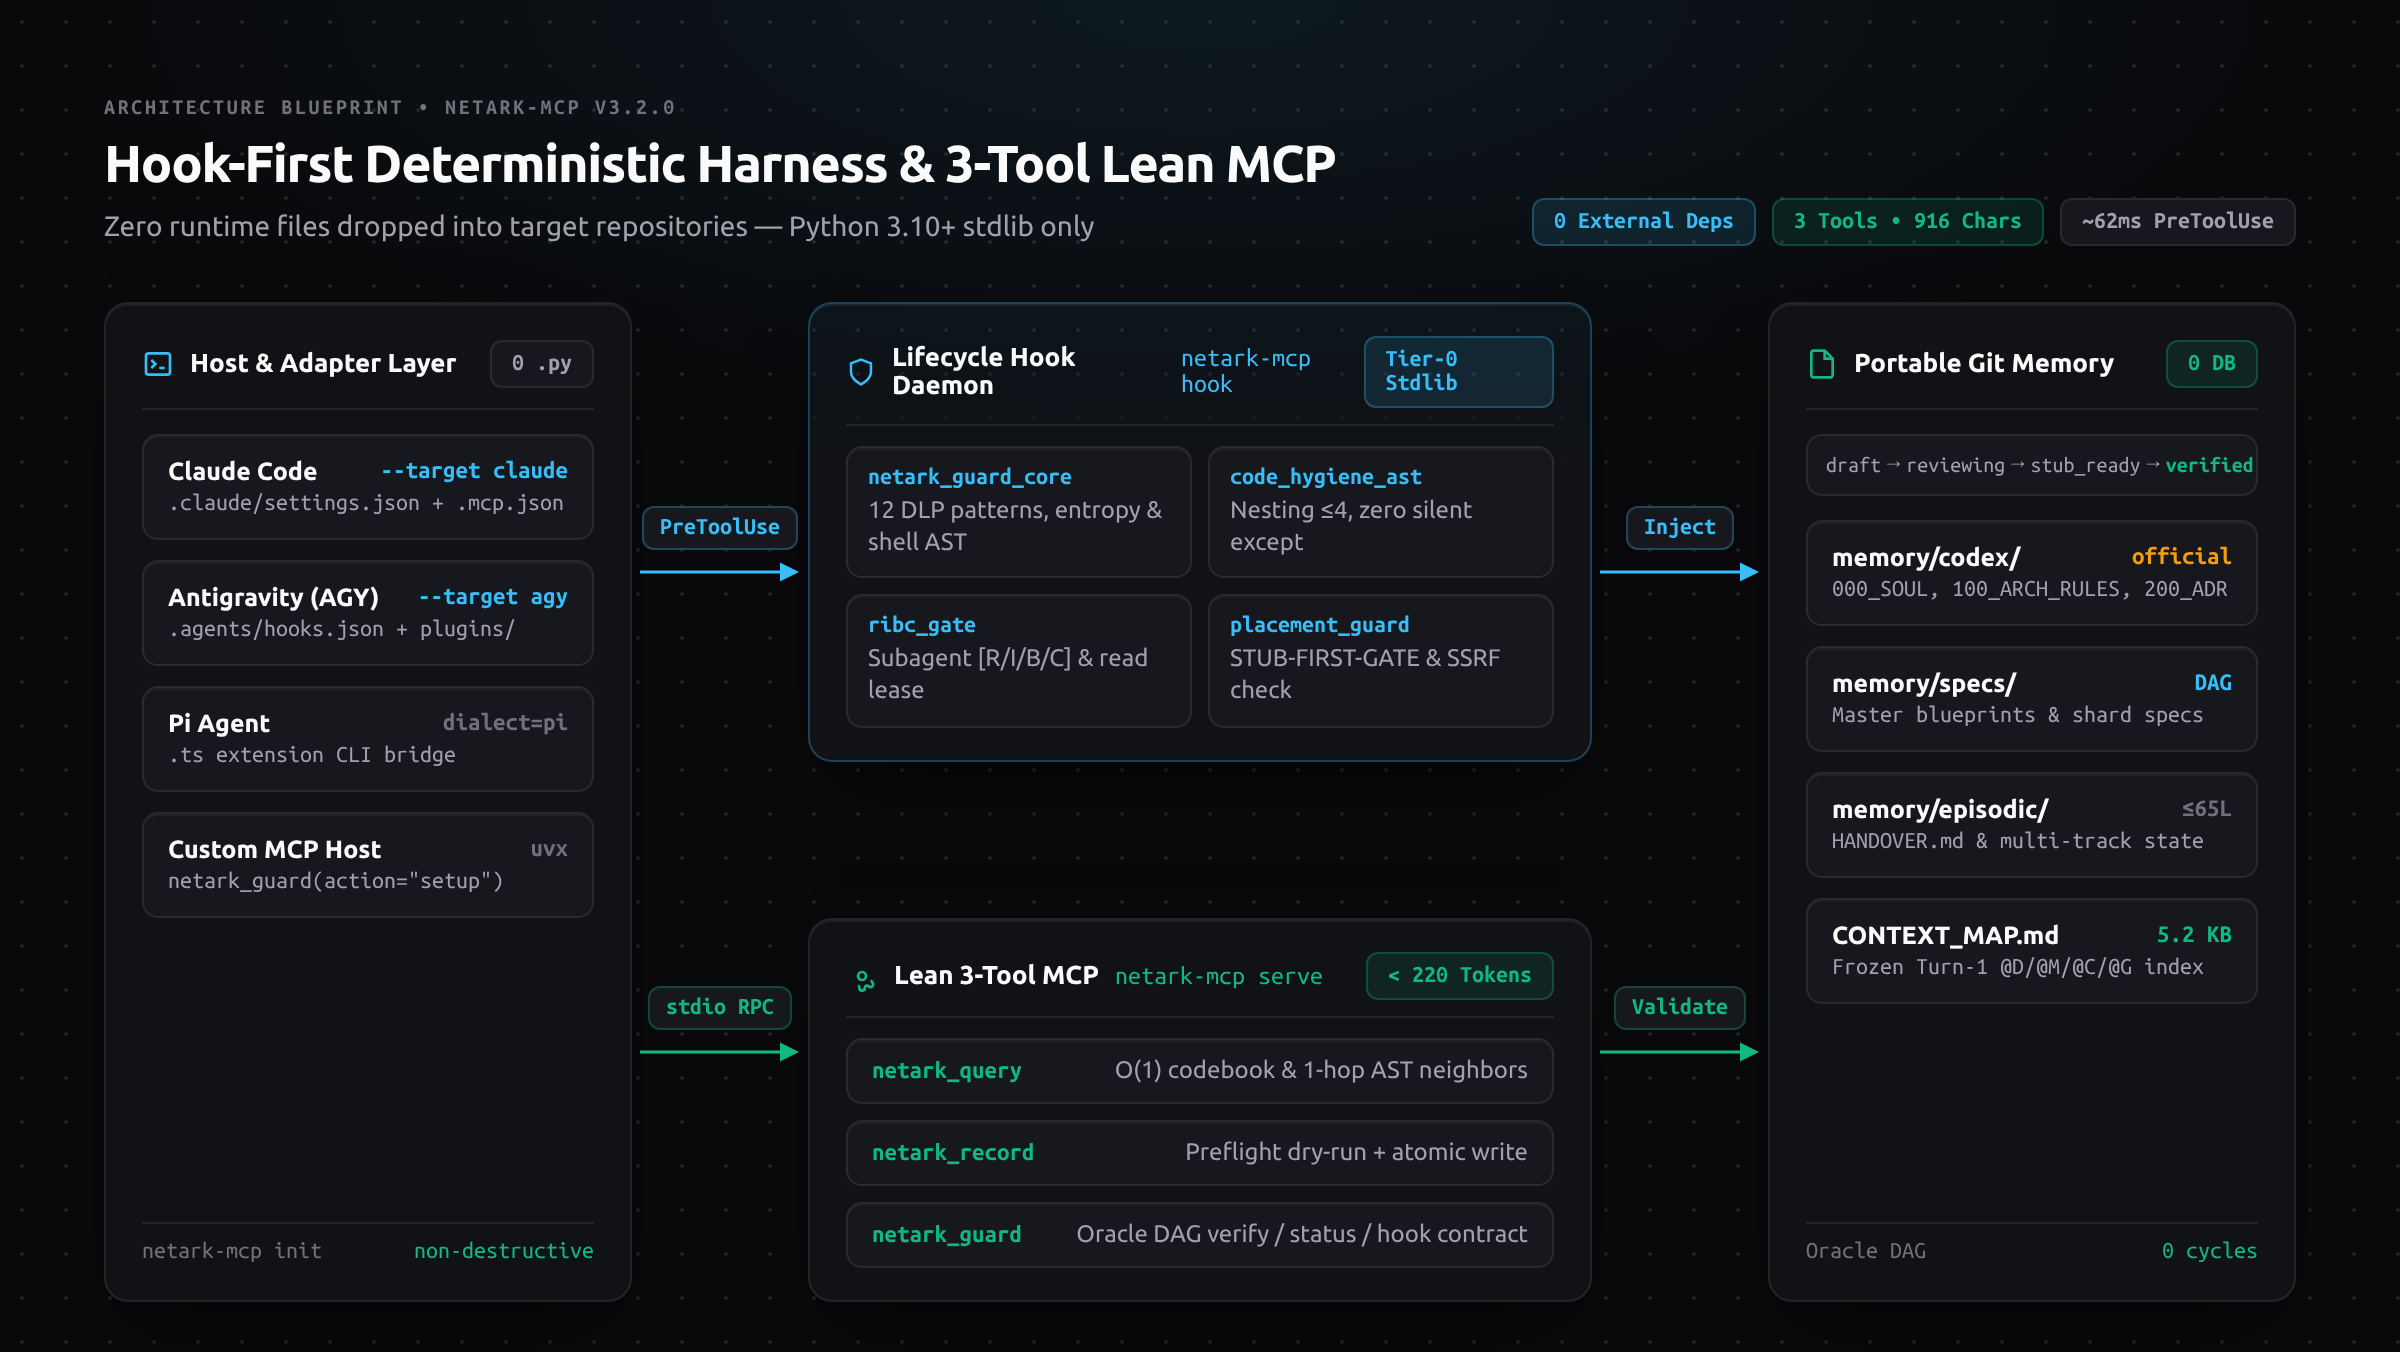 ARCHITECTURE BLUEPRINT • NETARK-MCP V3.2.0
Hook-First Deterministic Harness & 3-Tool Lean MCP
Zero runtime files dropped into target repositories — Python 3.10+ stdlib only
0 External Deps
3 Tools • 916 Chars
~62ms PreToolUse
Host & Adapter Layer
0 .py
Claude Code
--target claude
.claude/settings.json + .mcp.json
Antigravity (AGY)
--target agy
.agents/hooks.json + plugins/
Pi Agent
dialect=pi
.ts extension CLI bridge
Custom MCP Host
uvx
netark_guard(action="setup")
netark-mcp init
non-destructive
PreToolUse
stdio RPC
Lifecycle Hook
Daemon
netark-mcp
hook
Tier-0
Stdlib
netark_guard_core
12 DLP patterns, entropy &
shell AST
code_hygiene_ast
Nesting ≤4, zero silent
except
ribc_gate
Subagent [R/I/B/C] & read
lease
placement_guard
STUB-FIRST-GATE & SSRF
check
Lean 3-Tool MCP
netark-mcp serve
< 220 Tokens
netark_query
O(1) codebook & 1-hop AST neighbors
netark_record
Preflight dry-run + atomic write
netark_guard
Oracle DAG verify / status / hook contract
Inject
Validate
Portable Git Memory
0 DB
draft → reviewing → stub_ready → verified
memory/codex/
official
000_SOUL, 100_ARCH_RULES, 200_ADR
memory/specs/
DAG
Master blueprints & shard specs
memory/episodic/
≤65L
HANDOVER.md & multi-track state
CONTEXT_MAP.md
5.2 KB
Frozen Turn-1 @D/@M/@C/@G index
Oracle DAG
0 cycles